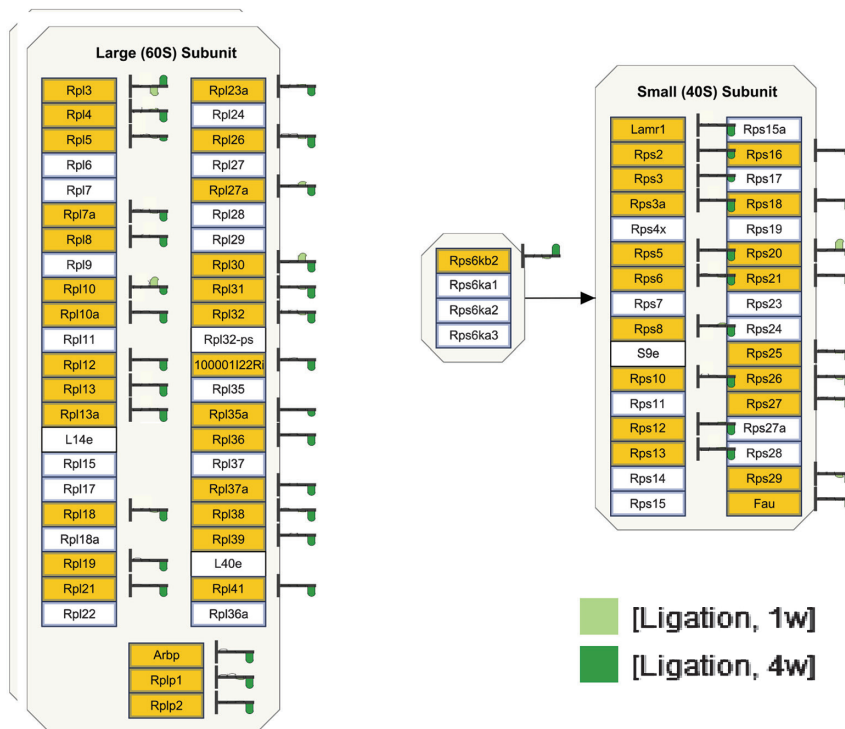 Large (60S) Subunit
Rpl3
Rpl4
Rpl5
Rpl6
Rpl7
Rpl7a
Rpl8
Rpl9
Rpl10
Rpl10a
Rpl11
Rpl12
Rpl13
Rpl13a
L14e
Rpl15
Rpl17
Rpl18
Rpl18a
Rpl19
Rpl21
Rpl22
Rpl23a
Rpl24
Rpl26
Rpl27
Rpl27a
Rpl28
Rpl29
Rpl30
Rpl31
Rpl32
Rpl32-ps
100001l22Ri
Rpl35
Rpl35a
Rpl36
Rpl37
Rpl37a
Rpl38
Rpl39
L40e
Rpl41
Rpl36a
Arbp
Rplp1
Rplp2
Rps6kb2
Rps6ka1
Rps6ka2
Rps6ka3
Small (40S) Subunit
Lamr1
Rps2
Rps3
Rps3a
Rps4x
Rps5
Rps6
Rps7
Rps8
S9e
Rps10
Rps11
Rps12
Rps13
Rps14
Rps15
Rps15a
Rps16
Rps17
Rps18
Rps19
Rps20
Rps21
Rps23
Rps24
Rps25
Rps26
Rps27
Rps27a
Rps28
Rps29
Fau
[Ligation, 1w]
[Ligation, 4w]